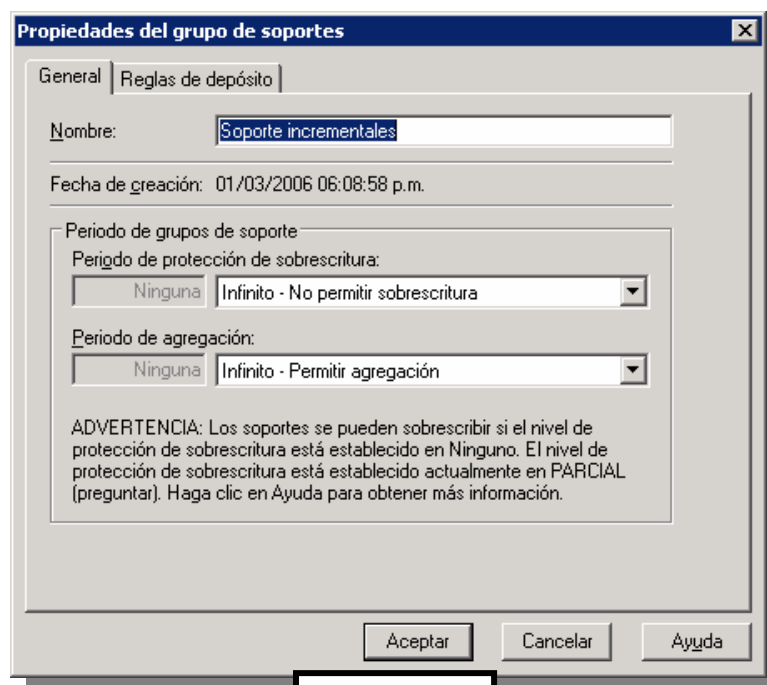 Propiedades del grupo de soportes
General
Reglas de depósito
Nombre:
Soporte incrementales
Fecha de creación: 01/03/2006 06:08:58 p.m.
Periodo de grupos de soporte
Periodo de protección de sobrescritura:
Ninguna
Infinito - No permitir sobrescritura
Periodo de agregación:
Ninguna
Infinito - Permitir agregación
ADVERTENCIA: Los soportes se pueden sobrescribir si el nivel de
protección de sobrescritura está establecido en Ninguno. El nivel de
protección de sobrescritura está establecido actualmente en PARCIAL
(preguntar). Haga clic en Ayuda para obtener más información.
Aceptar
Cancelar
Ayuda